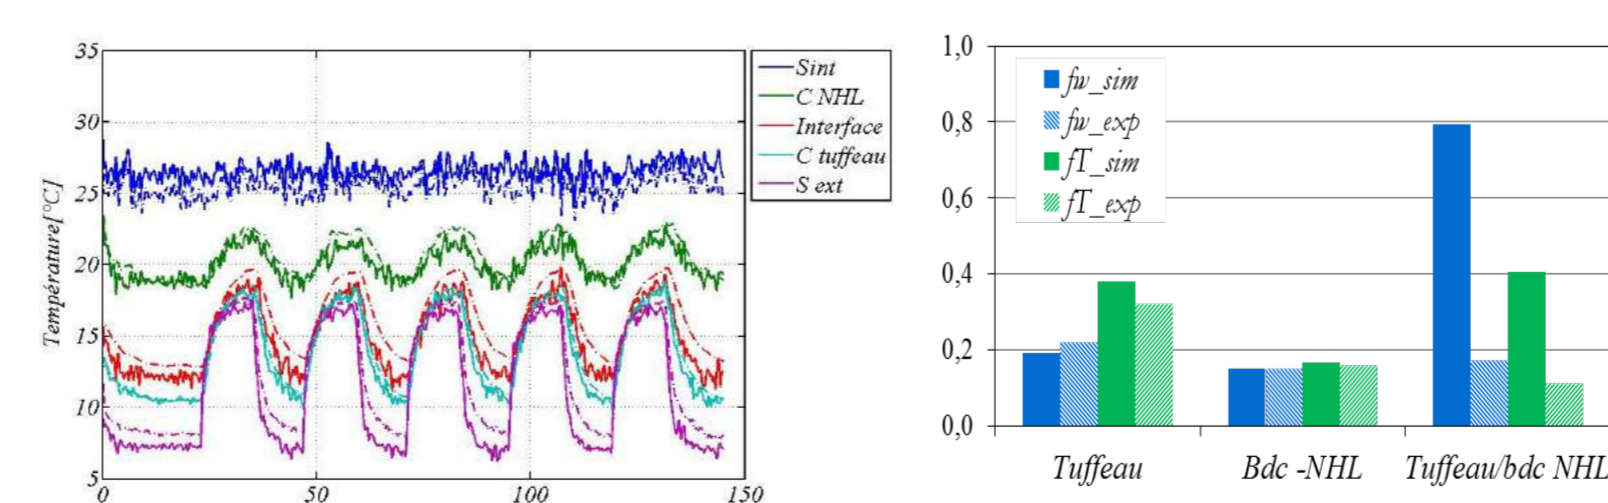 35
30
25
20
15
10
5
Température[°C]
0
50
100
150
Sint
C NHL
Interface
C tuffeau
S ext
1,0
0,8
0,6
0,4
0,2
0,0
fw_sim
fw_exp
fT_sim
fT_exp
Tuffeau
Bdc -NHL
Tuffeau/bdc NHL